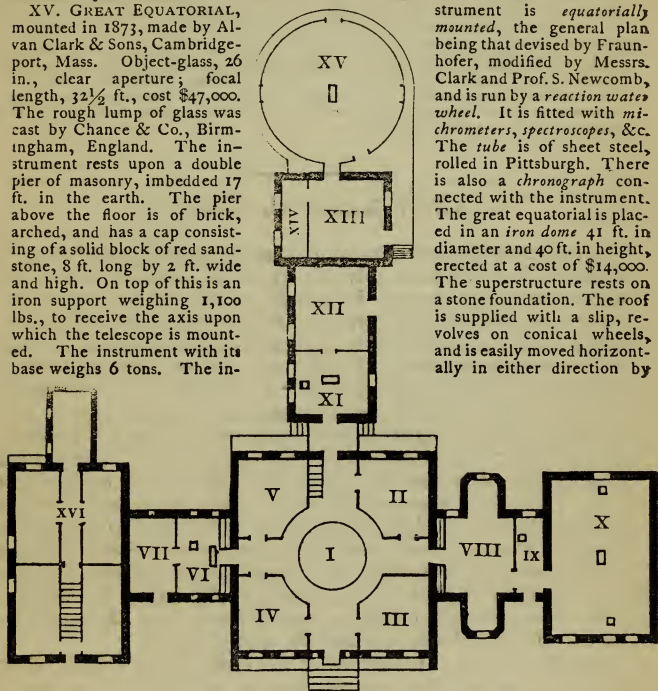 XV. GREAT EQUATORIAL,
mounted in 1873, made by Al-
van Clark & Sons, Cambridge-
port, Mass. Object-glass, 26
in., clear aperture; focal
length, 32½ ft., cost $47,000.
The rough lump of glass was
cast by Chance & Co., Birm-
ingham, England. The in-
strument rests upon a double
pier of masonry, imbedded 17
ft. in the earth. The pier
above the floor is of brick,
arched, and has a cap consist-
ing of a solid block of red sand-
stone, 8 ft. long by 2 ft. wide
and high. On top of this is an
iron support weighing 1,100
lbs., to receive the axis upon
which the telescope is mount-
ed. The instrument with its
base weighs 6 tons. The in-
strument is equatorially
mounted, the general plan
being that devised by Fraun-
hofer, modified by Messrs.
Clark and Prof. S. Newcomb,
and is run by a reaction water
wheel. It is fitted with mi-
chrometers, spectroscopes, &c.
The tube is of sheet steel,
rolled in Pittsburgh. There
is also a chronograph con-
nected with the instrument.
The great equatorial is plac-
ed in an iron dome 41 ft. in
diameter and 40 ft. in height,
erected at a cost of $14,000.
The superstructure rests on
a stone foundation. The roof
is supplied with a slip, re-
volves on conical wheels,
and is easily moved horizont-
ally in either direction by
XV
XIV
XIII
XII
XI
V
II
XVI
VII
VI
I
VIII
IX
X
IV
III